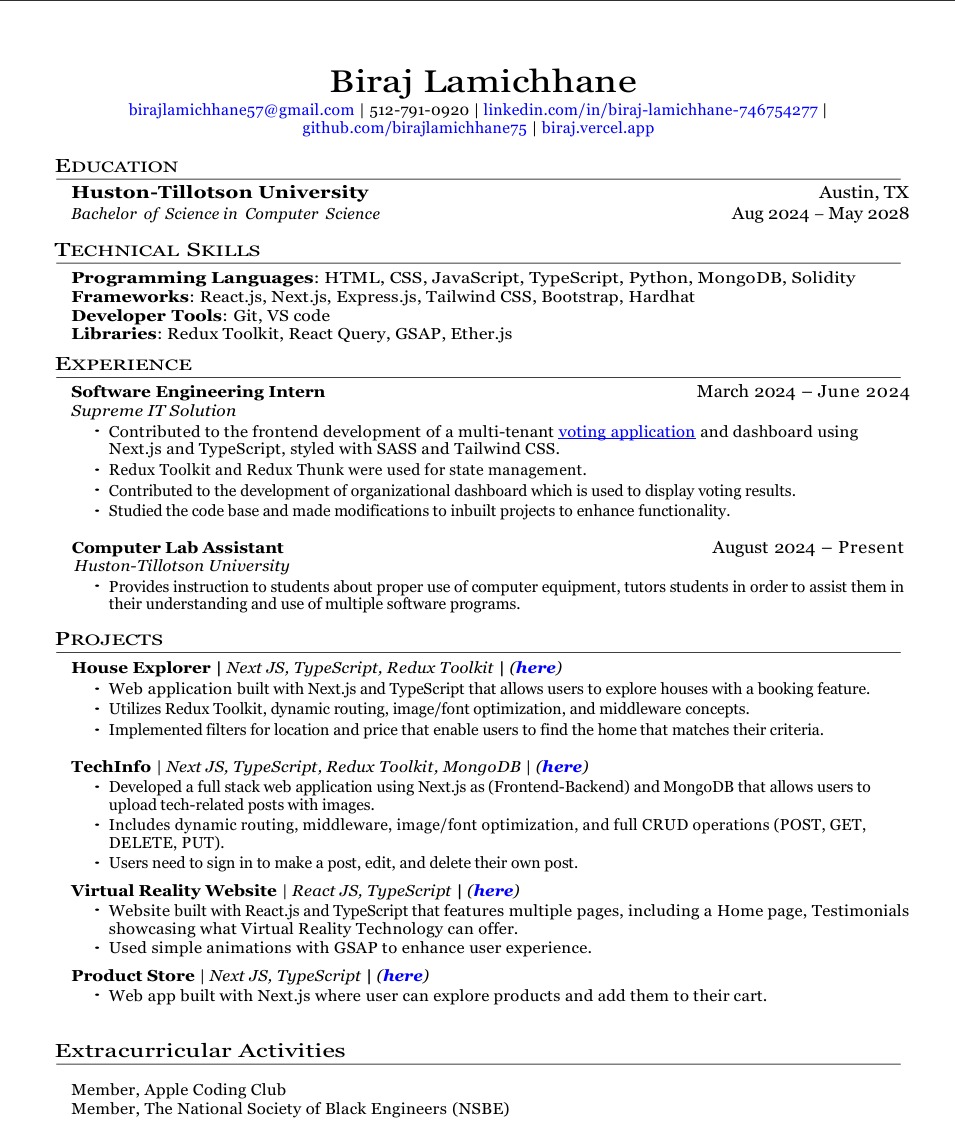 Biraj Lamichhane
birajlamichhane57@gmail.com | 512-791-0920 | linkedin.com/in/biraj-lamichhane-746754277 |
github.com/birajlamichhane75 | biraj.vercel.app
Education
Huston-Tillotson University Austin, TX
Bachelor of Science in Computer Science Aug 2024 – May 2028
Technical Skills
Programming Languages: HTML, CSS, JavaScript, TypeScript, Python, MongoDB, Solidity
Frameworks: React.js, Next.js, Express.js, Tailwind CSS, Bootstrap, Hardhat
Developer Tools: Git, VS code
Libraries: Redux Toolkit, React Query, GSAP, Ether.js
Experience
Software Engineering Intern March 2024 – June 2024
Supreme IT Solution
- Contributed to the frontend development of a multi-tenant voting application and dashboard using
Next.js and TypeScript, styled with SASS and Tailwind CSS.
- Redux Toolkit and Redux Thunk were used for state management.
- Contributed to the development of organizational dashboard which is used to display voting results.
- Studied the code base and made modifications to inbuilt projects to enhance functionality.
Computer Lab Assistant August 2024 – Present
Huston-Tillotson University
- Provides instruction to students about proper use of computer equipment, tutors students in order to assist them in
their understanding and use of multiple software programs.
Projects
House Explorer | Next JS, TypeScript, Redux Toolkit | (here)
- Web application built with Next.js and TypeScript that allows users to explore houses with a booking feature.
- Utilizes Redux Toolkit, dynamic routing, image/font optimization, and middleware concepts.
- Implemented filters for location and price that enable users to find the home that matches their criteria.
TechInfo | Next JS, TypeScript, Redux Toolkit, MongoDB | (here)
- Developed a full stack web application using Next.js as (Frontend-Backend) and MongoDB that allows users to
upload tech-related posts with images.
- Includes dynamic routing, middleware, image/font optimization, and full CRUD operations (POST, GET,
DELETE, PUT).
- Users need to sign in to make a post, edit, and delete their own post.
Virtual Reality Website | React JS, TypeScript | (here)
- Website built with React.js and TypeScript that features multiple pages, including a Home page, Testimonials
showcasing what Virtual Reality Technology can offer.
- Used simple animations with GSAP to enhance user experience.
Product Store | Next JS, TypeScript | (here)
- Web app built with Next.js where user can explore products and add them to their cart.
Extracurricular Activities
Member, Apple Coding Club
Member, The National Society of Black Engineers (NSBE)